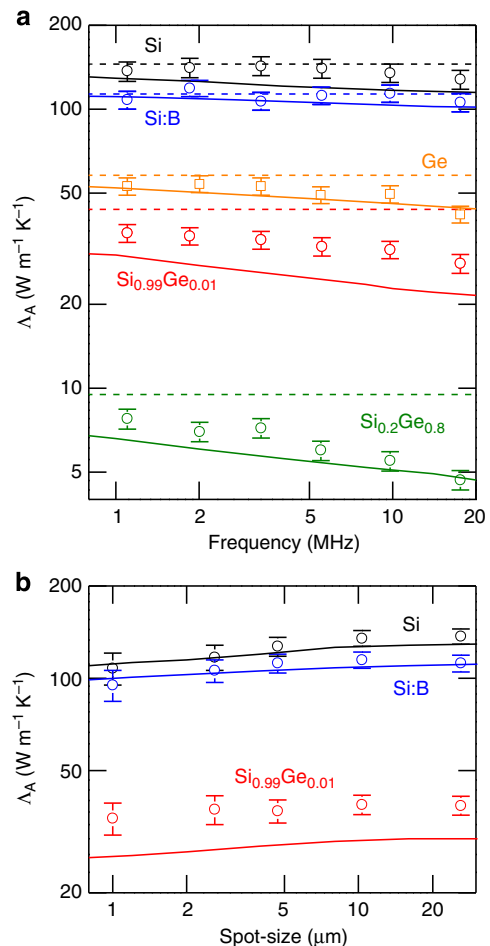 a
200
Si
100
Si:B
Ge
50
Si0.99Ge0.01
20
10
Si0.2Ge0.8
5
ΛA (W m−1 K−1)
1
2
5
10
20
Frequency (MHz)
b
200
Si
100
Si:B
50
Si0.99Ge0.01
20
ΛA (W m−1 K−1)
1
2
5
10
20
Spot-size (μm)